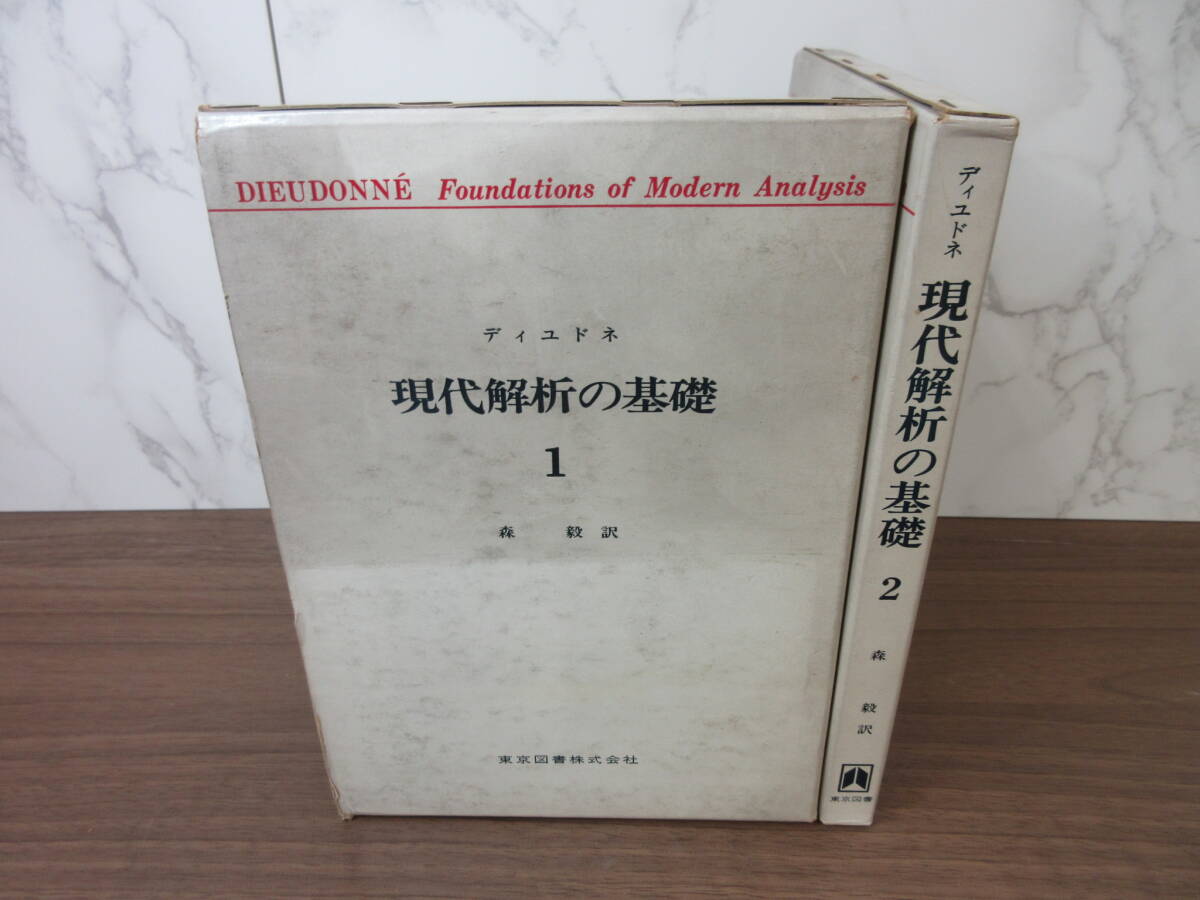 DIEUDONNÉ Foundations of Modern Analysis
ディユドネ
現代解析の基礎
1
森 毅 訳
東京図書株式会社
ディユドネ
現代解析の基礎
2
森 毅 訳
東京図書